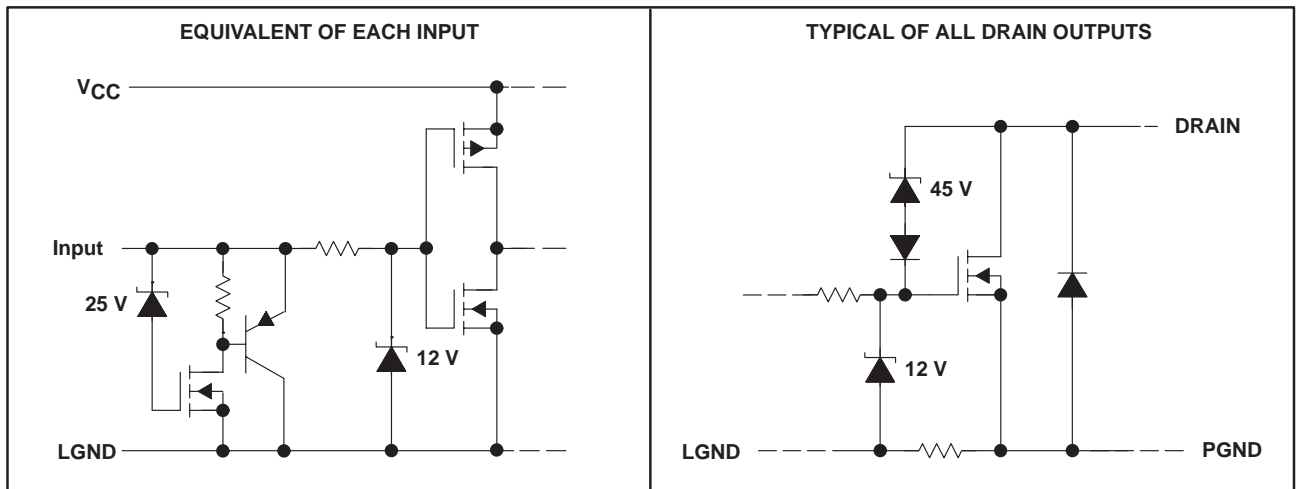 EQUIVALENT OF EACH INPUT
VCC
Input
25 V
12 V
LGND
TYPICAL OF ALL DRAIN OUTPUTS
DRAIN
45 V
12 V
LGND
PGND